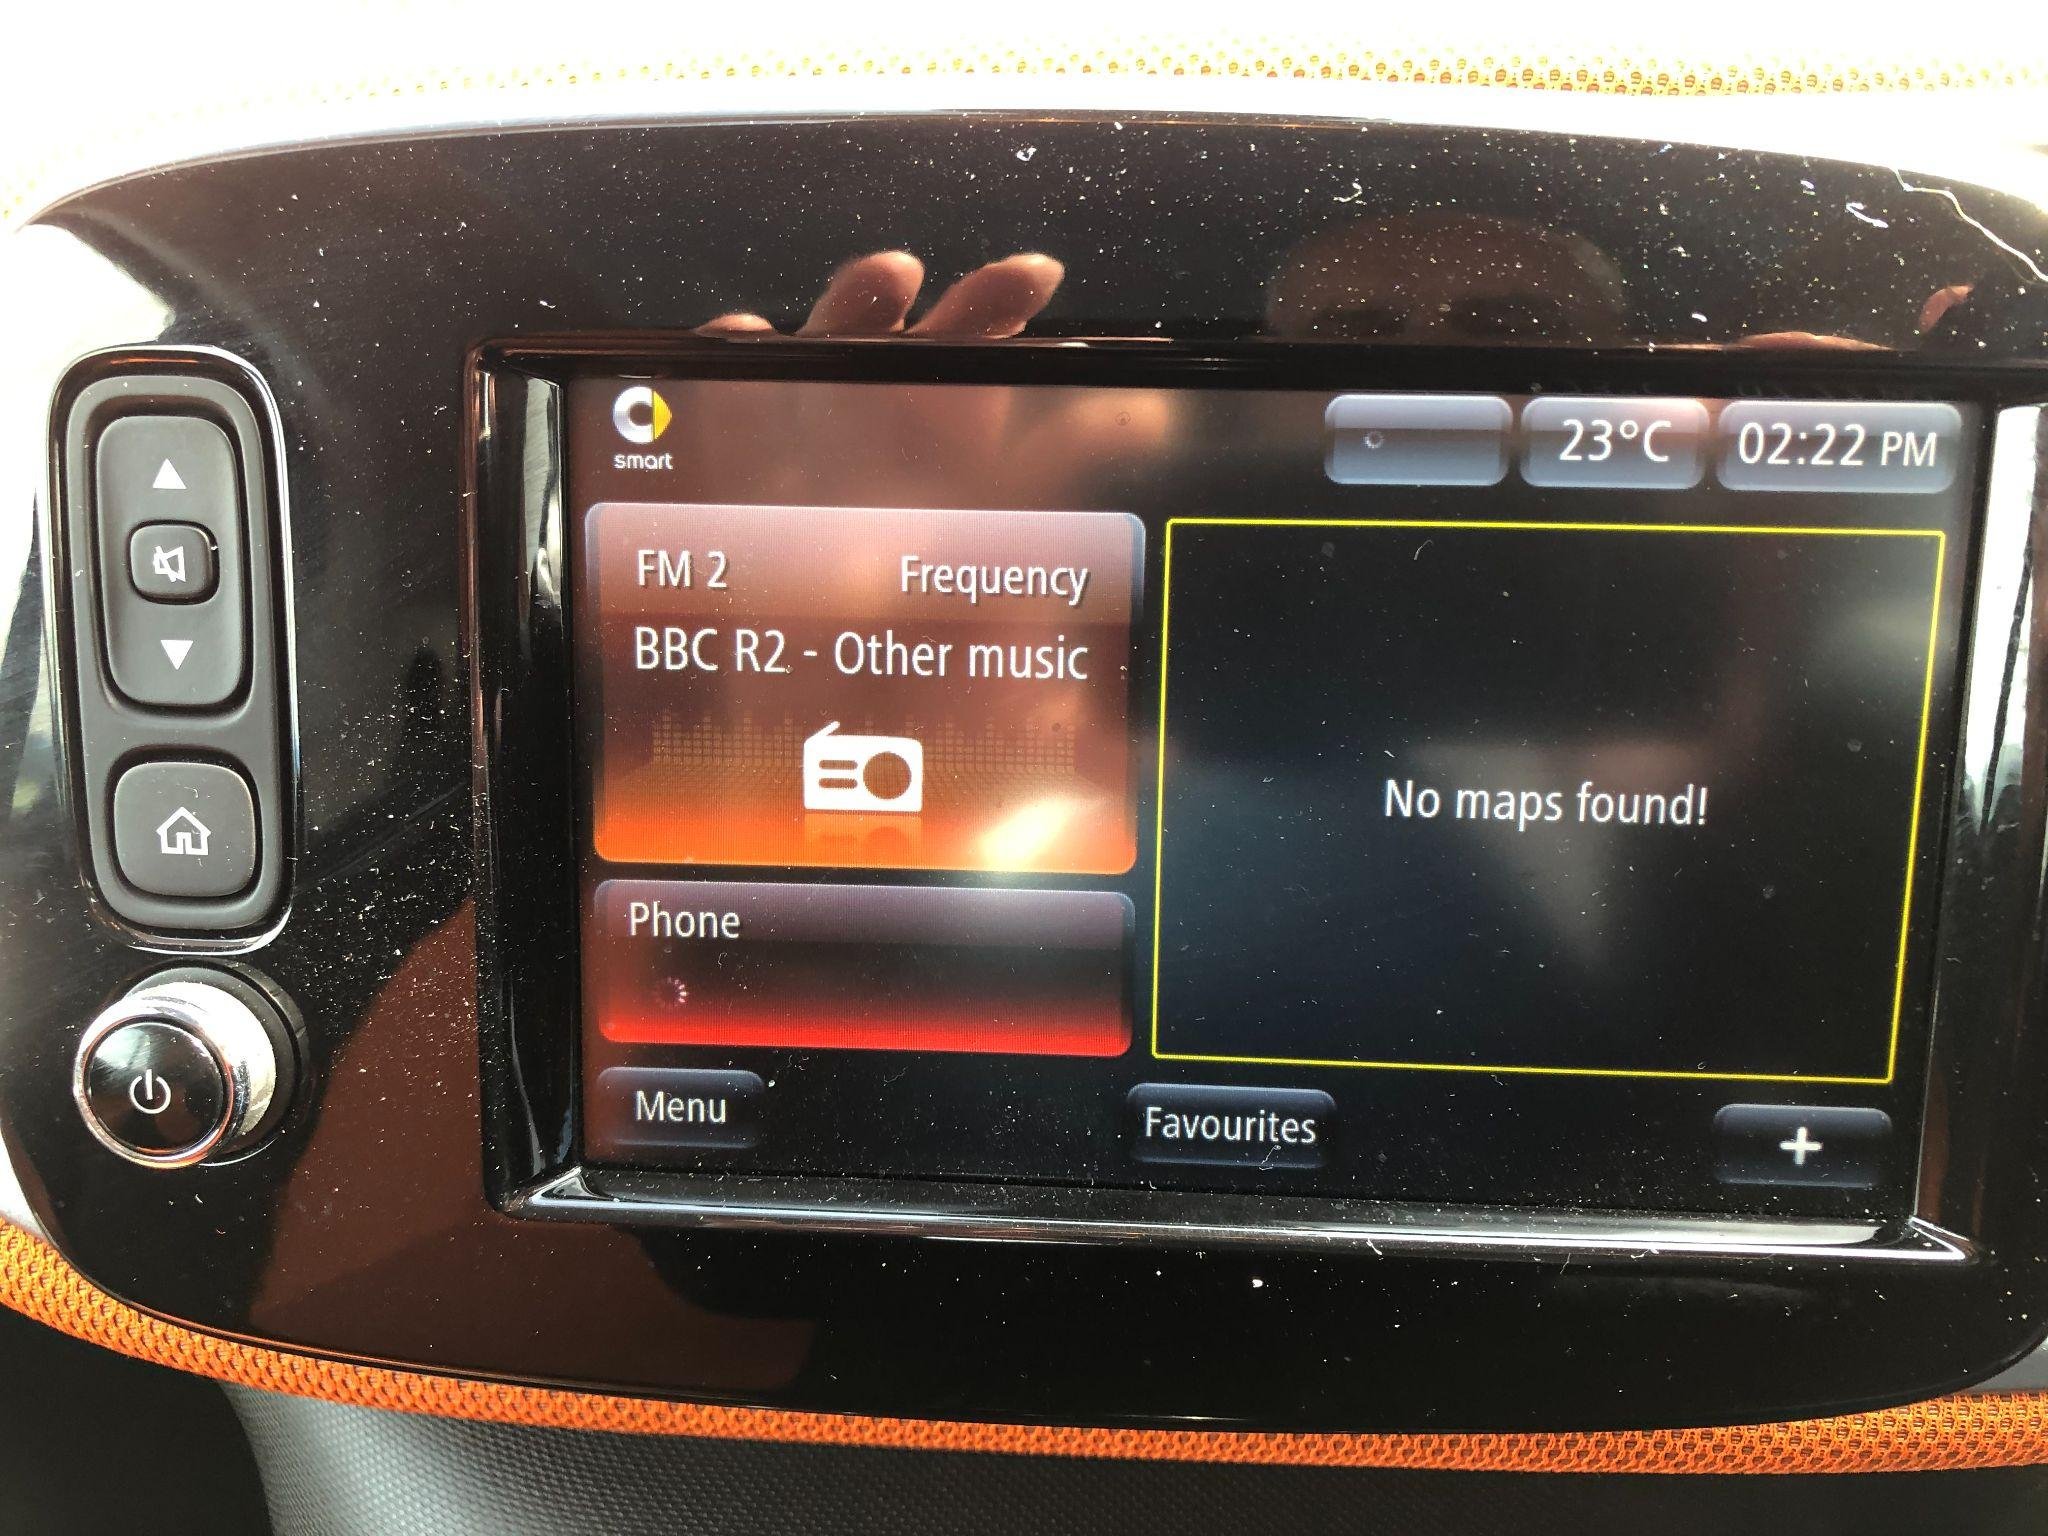 smart
23°C
02:22 PM
FM 2 Frequency
BBC R2 - Other music
No maps found!
Phone
Menu
Favourites
+